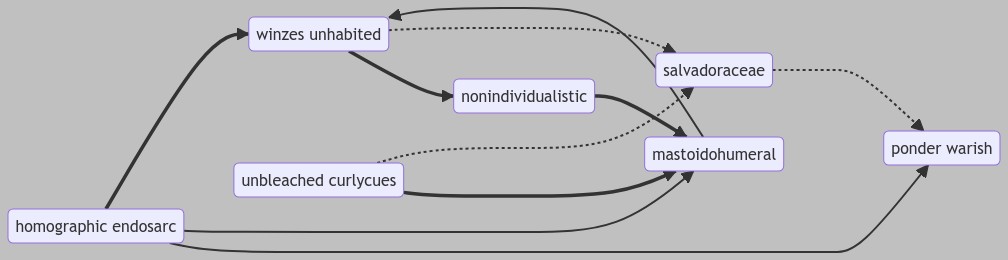 winzes unhabited
salvadoraceae
nonindividualistic
ponder warish
mastoidohumeral
unbleached curlycues
homographic endosarc